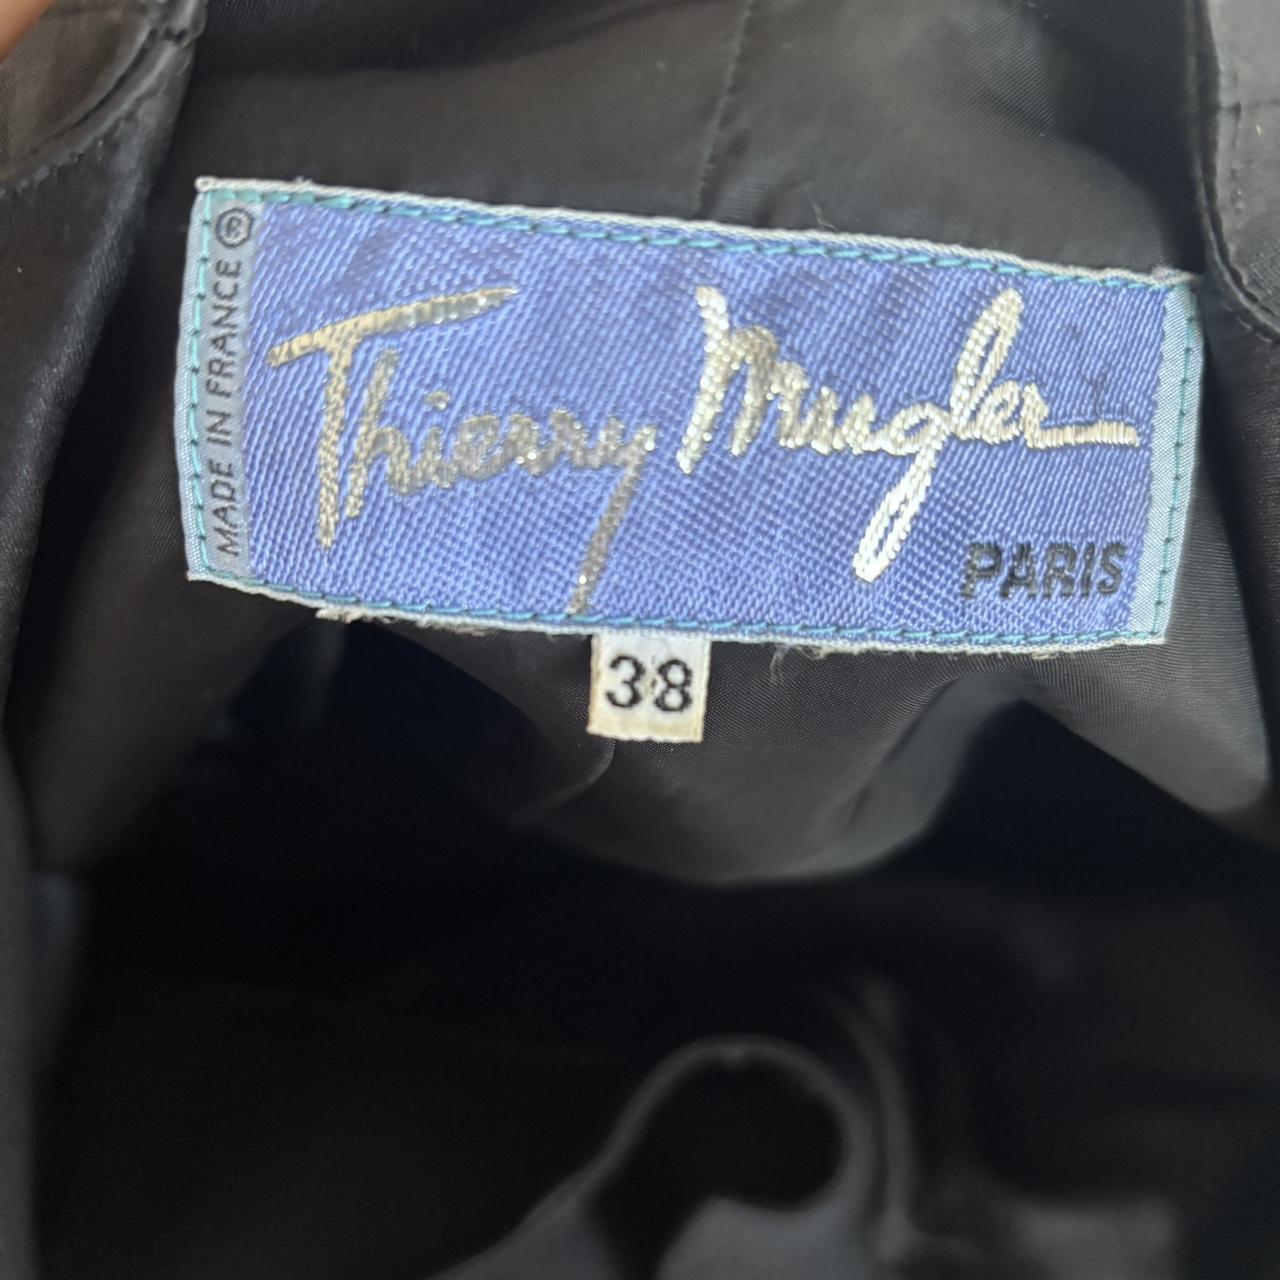 MADE IN FRANCE ®
Thierry Mugler
PARIS
38